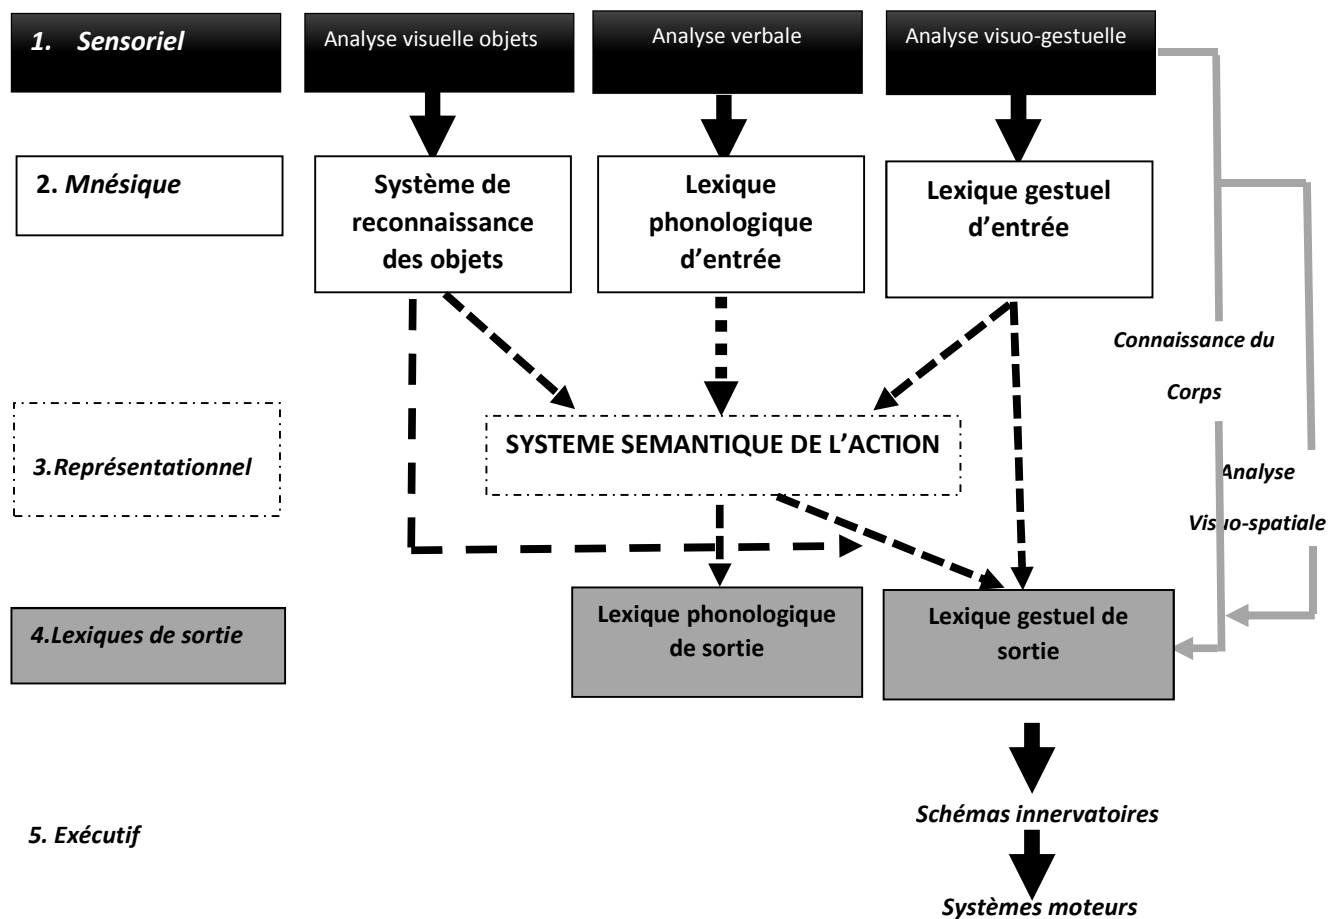 1. Sensoriel
Analyse visuelle objets
Analyse verbale
Analyse visuo-gestuelle
2. Mnésique
Système de
reconnaissance
des objets
Lexique
phonologique
d’entrée
Lexique gestuel
d’entrée
Connaissance du
Corps
3.Représentationnel
SYSTEME SEMANTIQUE DE L’ACTION
Analyse
Visuo-spatiale
4.Lexiques de sortie
Lexique phonologique
de sortie
Lexique gestuel de
sortie
5. Exécutif
Schémas innervatoires
Systèmes moteurs